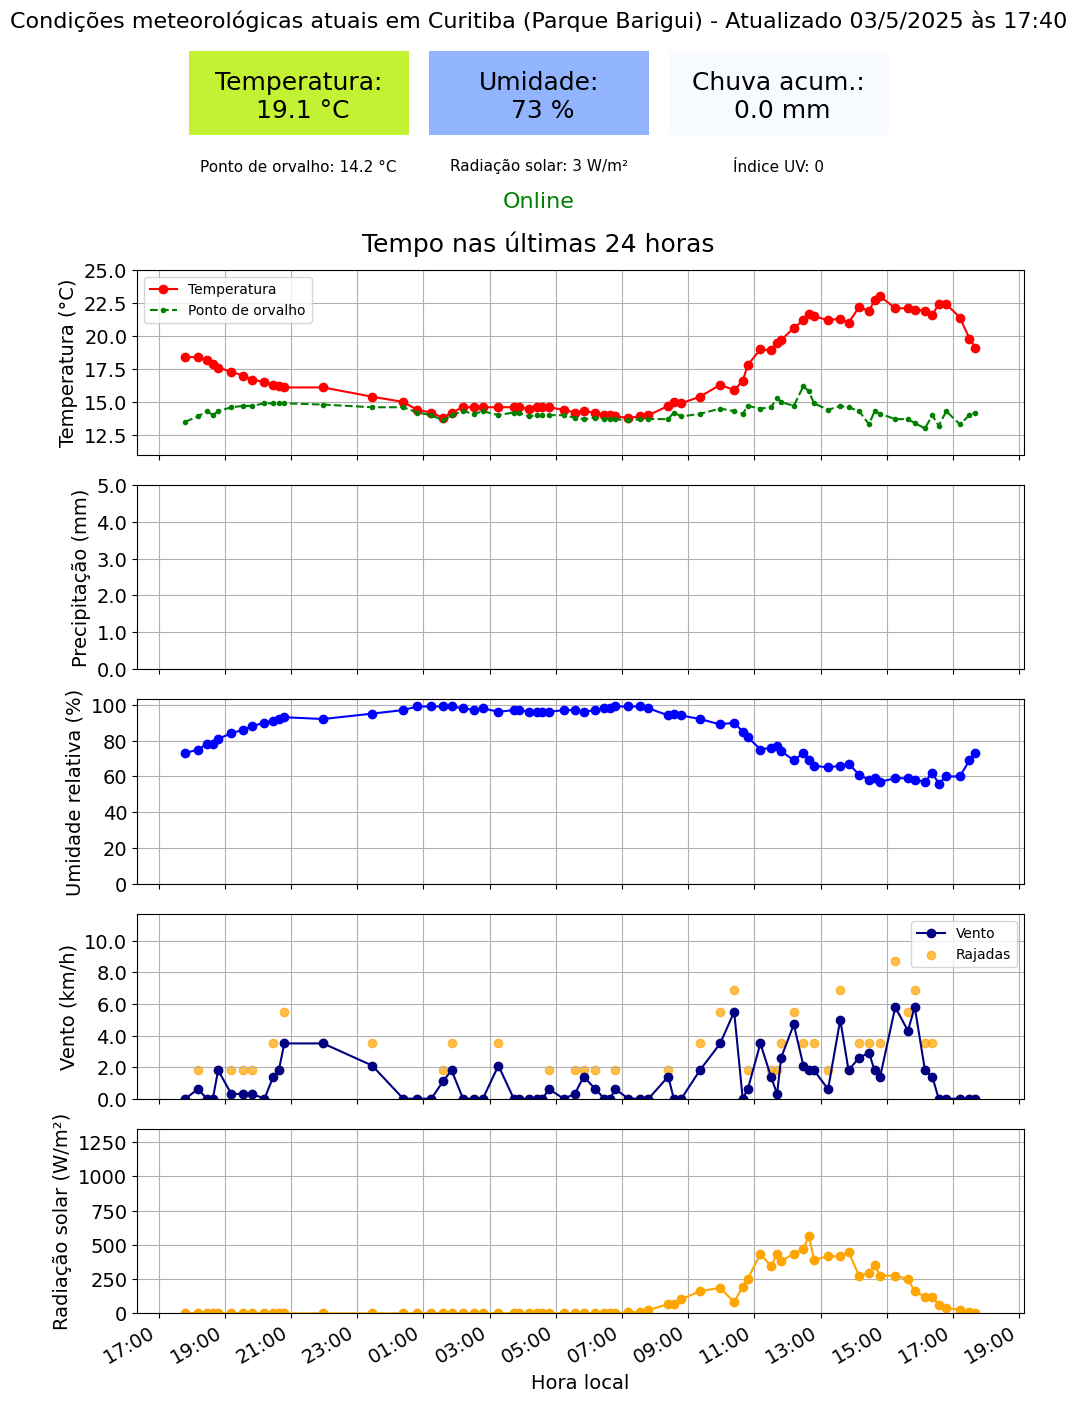 Condições meteorológicas atuais em Curitiba (Parque Barigui) - Atualizado 03/5/2025 às 17:40
Temperatura:
19.1 °C
Umidade:
73 %
Chuva acum.:
0.0 mm
Ponto de orvalho: 14.2 °C
Radiação solar: 3 W/m²
Índice UV: 0
Online
Tempo nas últimas 24 horas
Temperatura (°C)
25.0
22.5
20.0
17.5
15.0
12.5
Temperatura
Ponto de orvalho
Precipitação (mm)
5.0
4.0
3.0
2.0
1.0
0.0
Umidade relativa (%)
100
80
60
40
20
0
Vento (km/h)
10.0
8.0
6.0
4.0
2.0
0.0
Vento
Rajadas
Radiação solar (W/m²)
1250
1000
750
500
250
0
17:00
19:00
21:00
23:00
01:00
03:00
05:00
07:00
09:00
11:00
13:00
15:00
17:00
19:00
Hora local